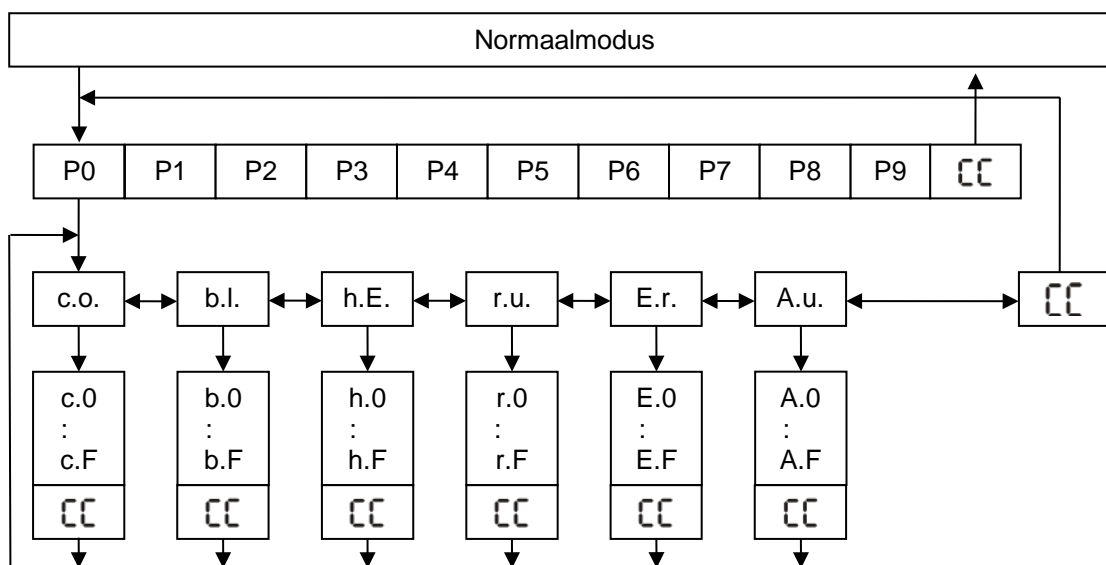 Normaalmodus
P0 P1 P2 P3 P4 P5 P6 P7 P8 P9 CC
c.o. b.l. h.E. r.u. E.r. A.u. CC
c.0 b.0 h.0 r.0 E.0 A.0
: : : : : :
c.F b.F h.F r.F E.F A.F
CC CC CC CC CC CC